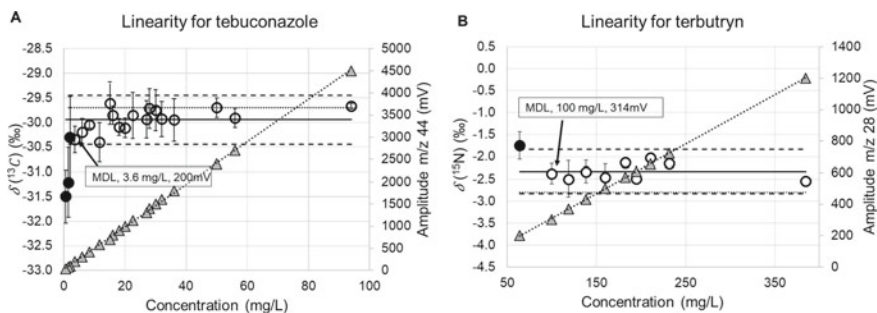 A
Linearity for tebuconazole
-28.5
-29.0
-29.5
-30.0
-30.5
-31.0
-31.5
-32.0
-32.5
-33.0
δ (¹³C) (‰)
MDL, 3.6 mg/L, 200mV
5000
4500
4000
3500
3000
2500
2000
1500
1000
500
0
Amplitude m/z 44 (mV)
0 20 40 60 80 100
Concentration (mg/L)
B
Linearity for terbutryn
0.5
0.0
-0.5
-1.0
-1.5
-2.0
-2.5
-3.0
-3.5
-4.0
-4.5
δ (¹⁵N) (‰)
MDL, 100 mg/L, 314mV
1400
1200
1000
800
600
400
200
0
Amplitude m/z 28 (mV)
50 150 250 350
Concentration (mg/L)